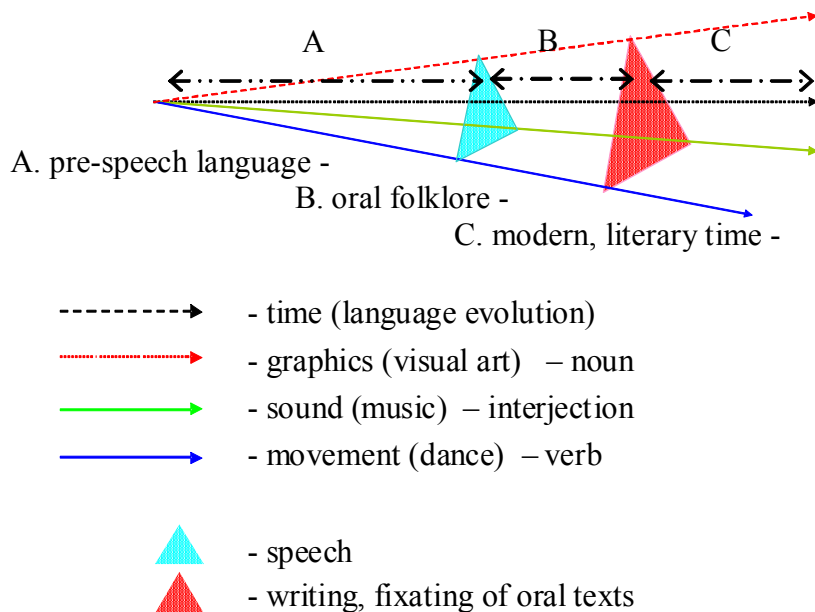 A B C
A. pre-speech language -
B. oral folklore -
C. modern, literary time -
- time (language evolution)
- graphics (visual art) – noun
- sound (music) – interjection
- movement (dance) – verb
- speech
- writing, fixating of oral texts